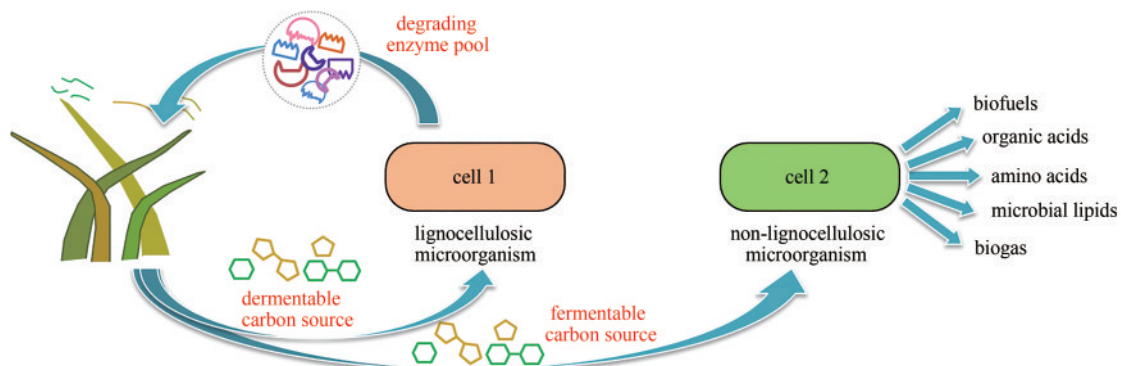 degrading
enzyme pool
cell 1
lignocellulosic
microorganism
cell 2
non-lignocellulosic
microorganism
biofuels
organic acids
amino acids
microbial lipids
biogas
dermentable
carbon source
fermentable
carbon source